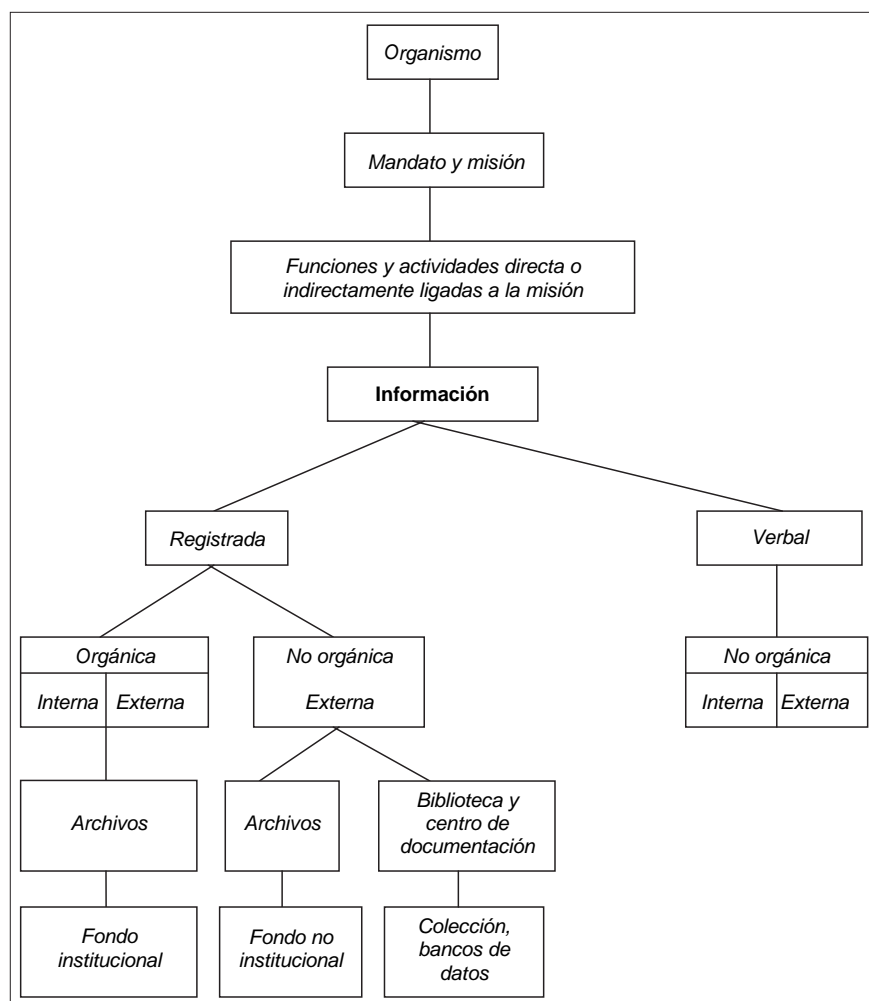 Organismo
Mandato y misión
Funciones y actividades directa o
indirectamente ligadas a la misión
Información
Registrada
Verbal
Orgánica
Interna
Externa
No orgánica
Externa
No orgánica
Interna
Externa
Archivos
Archivos
Biblioteca y
centro de
documentación
Fondo
institucional
Fondo no
institucional
Colección,
bancos de
datos